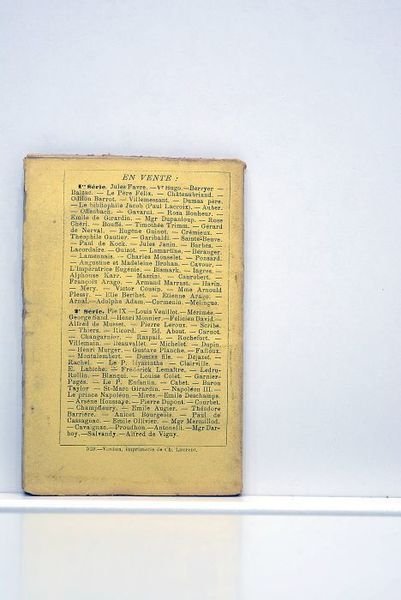 EN VENTE :
1re Série. Jules Favre. — Vr Hugo. — Berryer —
Balzac. — Le Père Félix. — Châteaubriand. —
Odilon Barrot. — Villemessant. — Dumas père.
— Le bibliophile Jacob (Paul Lacroix). — Auber.
— Offenbach. — Gavarni. — Rosa Bonheur. —
Emile de Girardin. — Mgr Dupanloup. — Rose
Chéri. — Bouffé. — Timothée Trimm. — Gérard
de Nerval. — Eugène Guinot. — Crémieux. —
Théophile Gautier. — Garibaldi. — Sainte-Beuve.
— Paul de Kock. — Jules Janin. — Barbès. —
Lacordaire. — Guizot. — Lamartine. — Béranger.
— Lamennais. — Charles Monselet. — Ponsard.
— Augustine et Madeleine Brohan. — Cavour. —
L'Impératrice Eugénie. — Bismark. — Ingres. —
Alphonse Karr. — Mazzini. — Canrobert. —
François Arago. — Armand Marrast. — Harin.
— Méry. — Victor Cousin. — Mme Arnould
Plessy. — Elie Berthet. — Etienne Arago. —
Arnal. — Adolphe Adam. — Cormenin. — Mélingue.
2e Série. Pie IX. — Louis Veuillot. — Mérimée.
George Sand. — Henri Monnier. — Félicien David.
Alfred de Musset. — Pierre Leroux. — Scribe.
— Thiers. — Ricord. — Ed. About. — Carnot.
— Changarnier. — Raspail. — Rochefort. —
Villemain. — Beauvallet. — Michelet. — Dupin.
— Henri Murger. — Gustave Planche. — Falloux.
— Montalembert. — Dumas fils. — Dejazet. —
Rachel. — Le P. Hyacinthe. — Clairville. —
E. Labiche. — Frederick Lemaître. — Ledru-
Rollin. — Blanqui. — Louise Colet. — Garnier-
Pagès. — Le P. Enfantin. — Cabet. — Baron
Taylor. — St-Marc Girardin. — Napoléon III. —
Le prince Napoléon. — Mirès. — Emile Deschamps.
— Arsène Houssaye. — Pierre Dupont. — Courbet.
— Champfleury. — Emile Augier. — Théodore
Barrière. — Anicet Bourgeois. — Paul de
Cassagnac. — Emile Ollivier. — Mgr Mermillod.
— Cavaignac. — Proudhon. — Antonelli. — Mgr Dar-
boy. — Salvandy. — Alfred de Vigny.
imprimerie de Ch. Laurent.